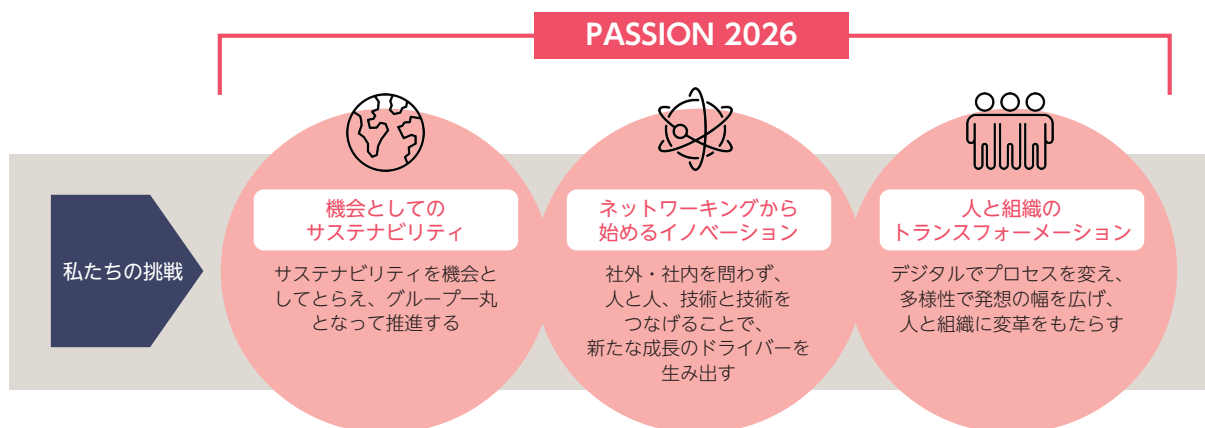 PASSION 2026
私たちの挑戦
機会としての
サステナビリティ
サステナビリティを機会と
してとらえ、グループ一丸
となって推進する
ネットワーキングから
始めるイノベーション
社外・社内を問わず、
人と人、技術と技術を
つなげることで、
新たな成長のドライバーを
生み出す
人と組織の
トランスフォーメーション
デジタルでプロセスを変え、
多様性で発想の幅を広げ、
人と組織に変革をもたらす